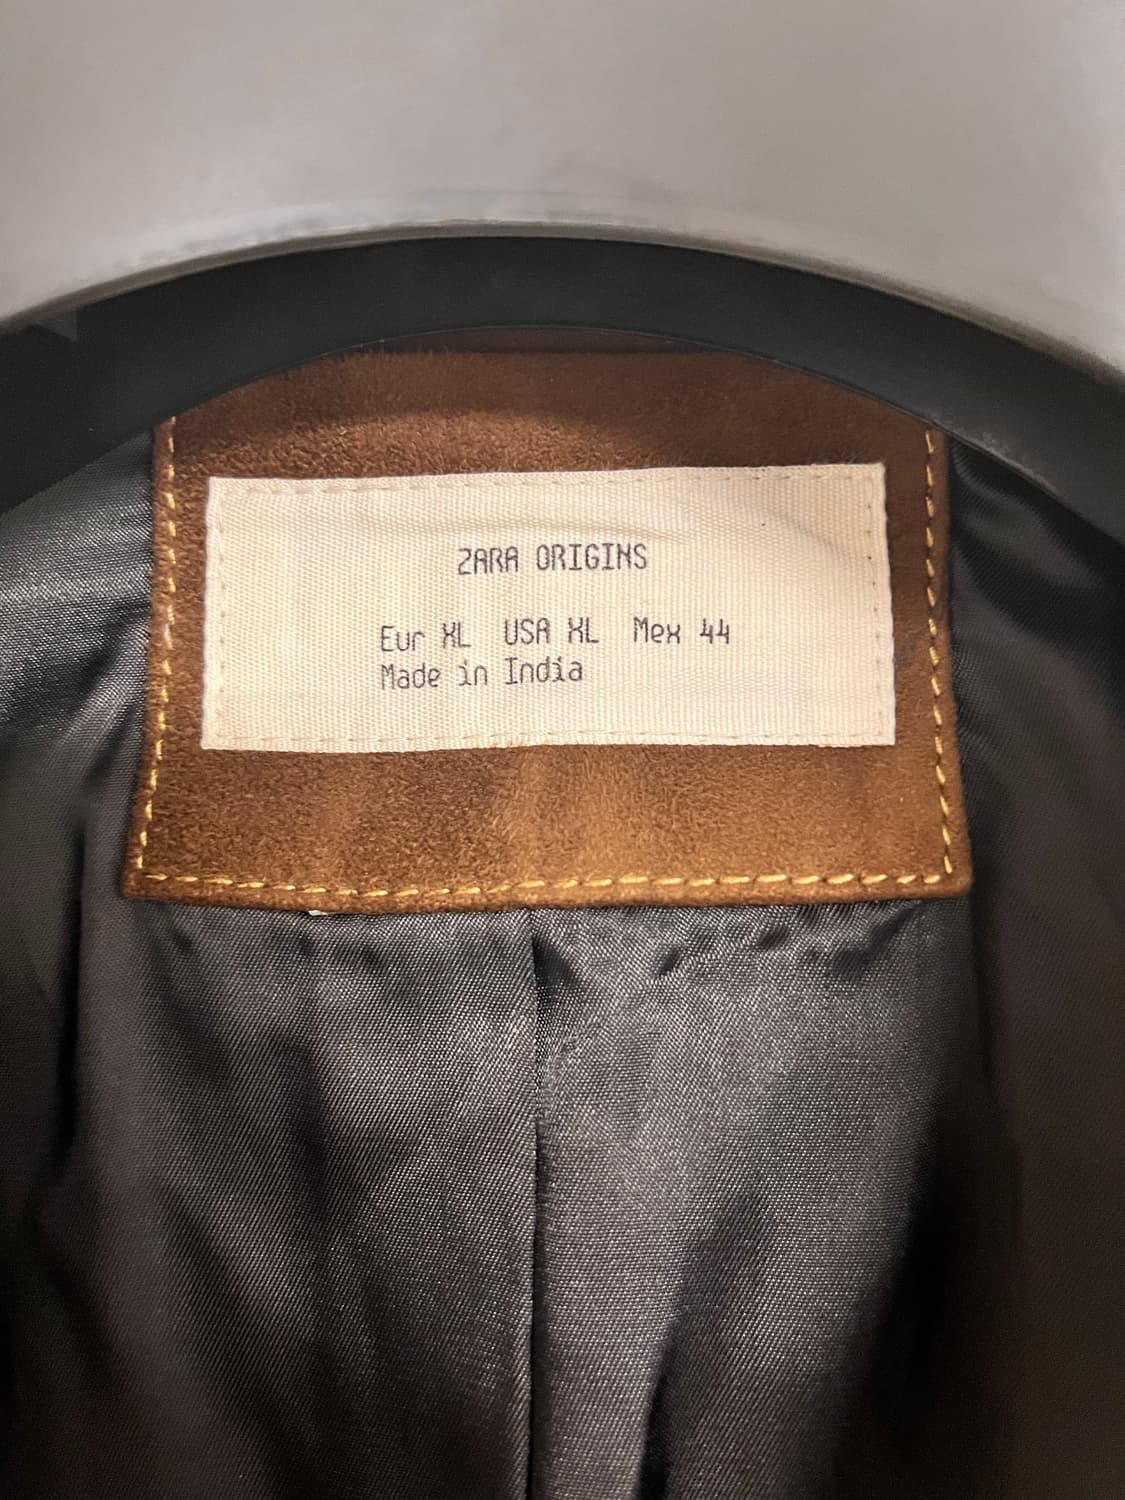 ZARA ORIGINS
Eur XL USA XL Mex 44
Made in India